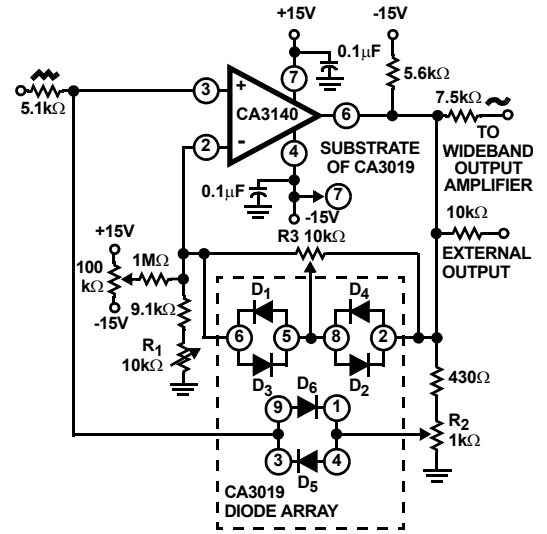 +15V
-15V
0.1µF
5.6kΩ
7
7.5kΩ
5.1kΩ
3
+
CA3140
6
TO
WIDEBAND
OUTPUT
AMPLIFIER
2
-
4
SUBSTRATE
OF CA3019
0.1µF
7
-15V
10kΩ
EXTERNAL
OUTPUT
+15V
R3 10kΩ
1MΩ
100
kΩ
-15V
9.1kΩ
D1
D4
6
5
8
2
R1
10kΩ
D3
D2
430Ω
D6
9
1
R2
1kΩ
3
4
D5
CA3019
DIODE ARRAY